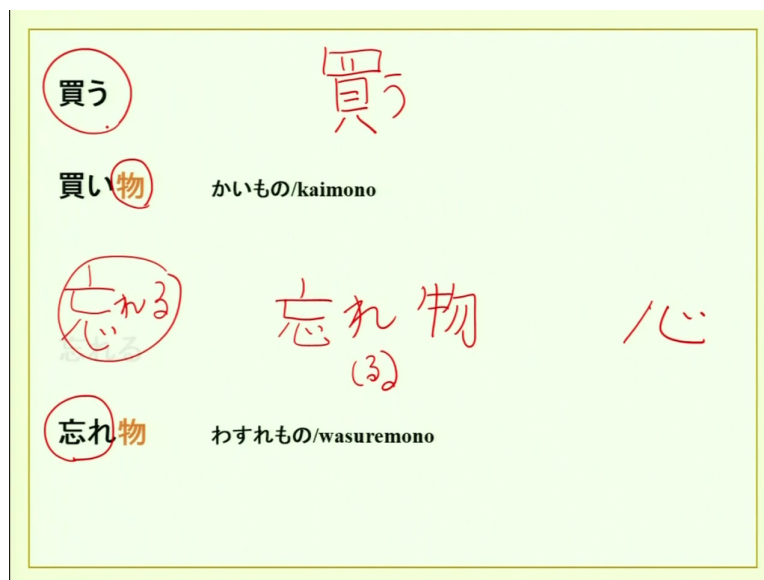 買う 買う
買い物 かいもの/kaimono
忘れる 忘れ物 心
忘れる (る)
忘れ物 わすれもの/wasuremono